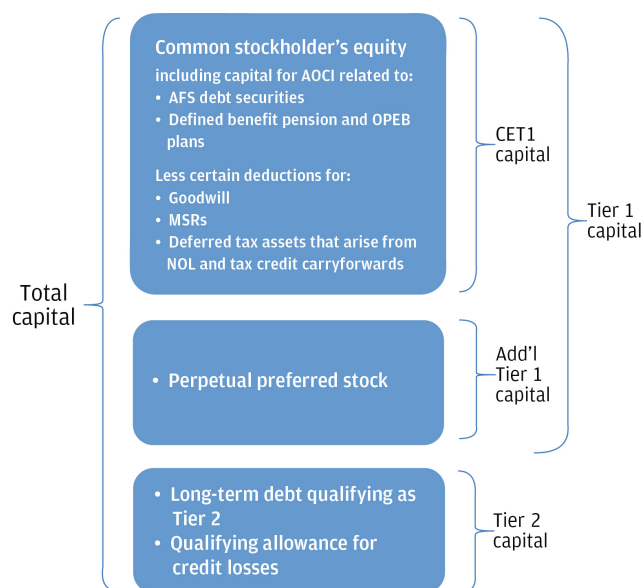 Total
capital
Common stockholder's equity
including capital for AOCI related to:
• AFS debt securities
• Defined benefit pension and OPEB
plans
Less certain deductions for:
• Goodwill
• MSRs
• Deferred tax assets that arise from
NOL and tax credit carryforwards
CET1
capital
Tier 1
capital
• Perpetual preferred stock
Add'l
Tier 1
capital
• Long-term debt qualifying as
Tier 2
• Qualifying allowance for
credit losses
Tier 2
capital